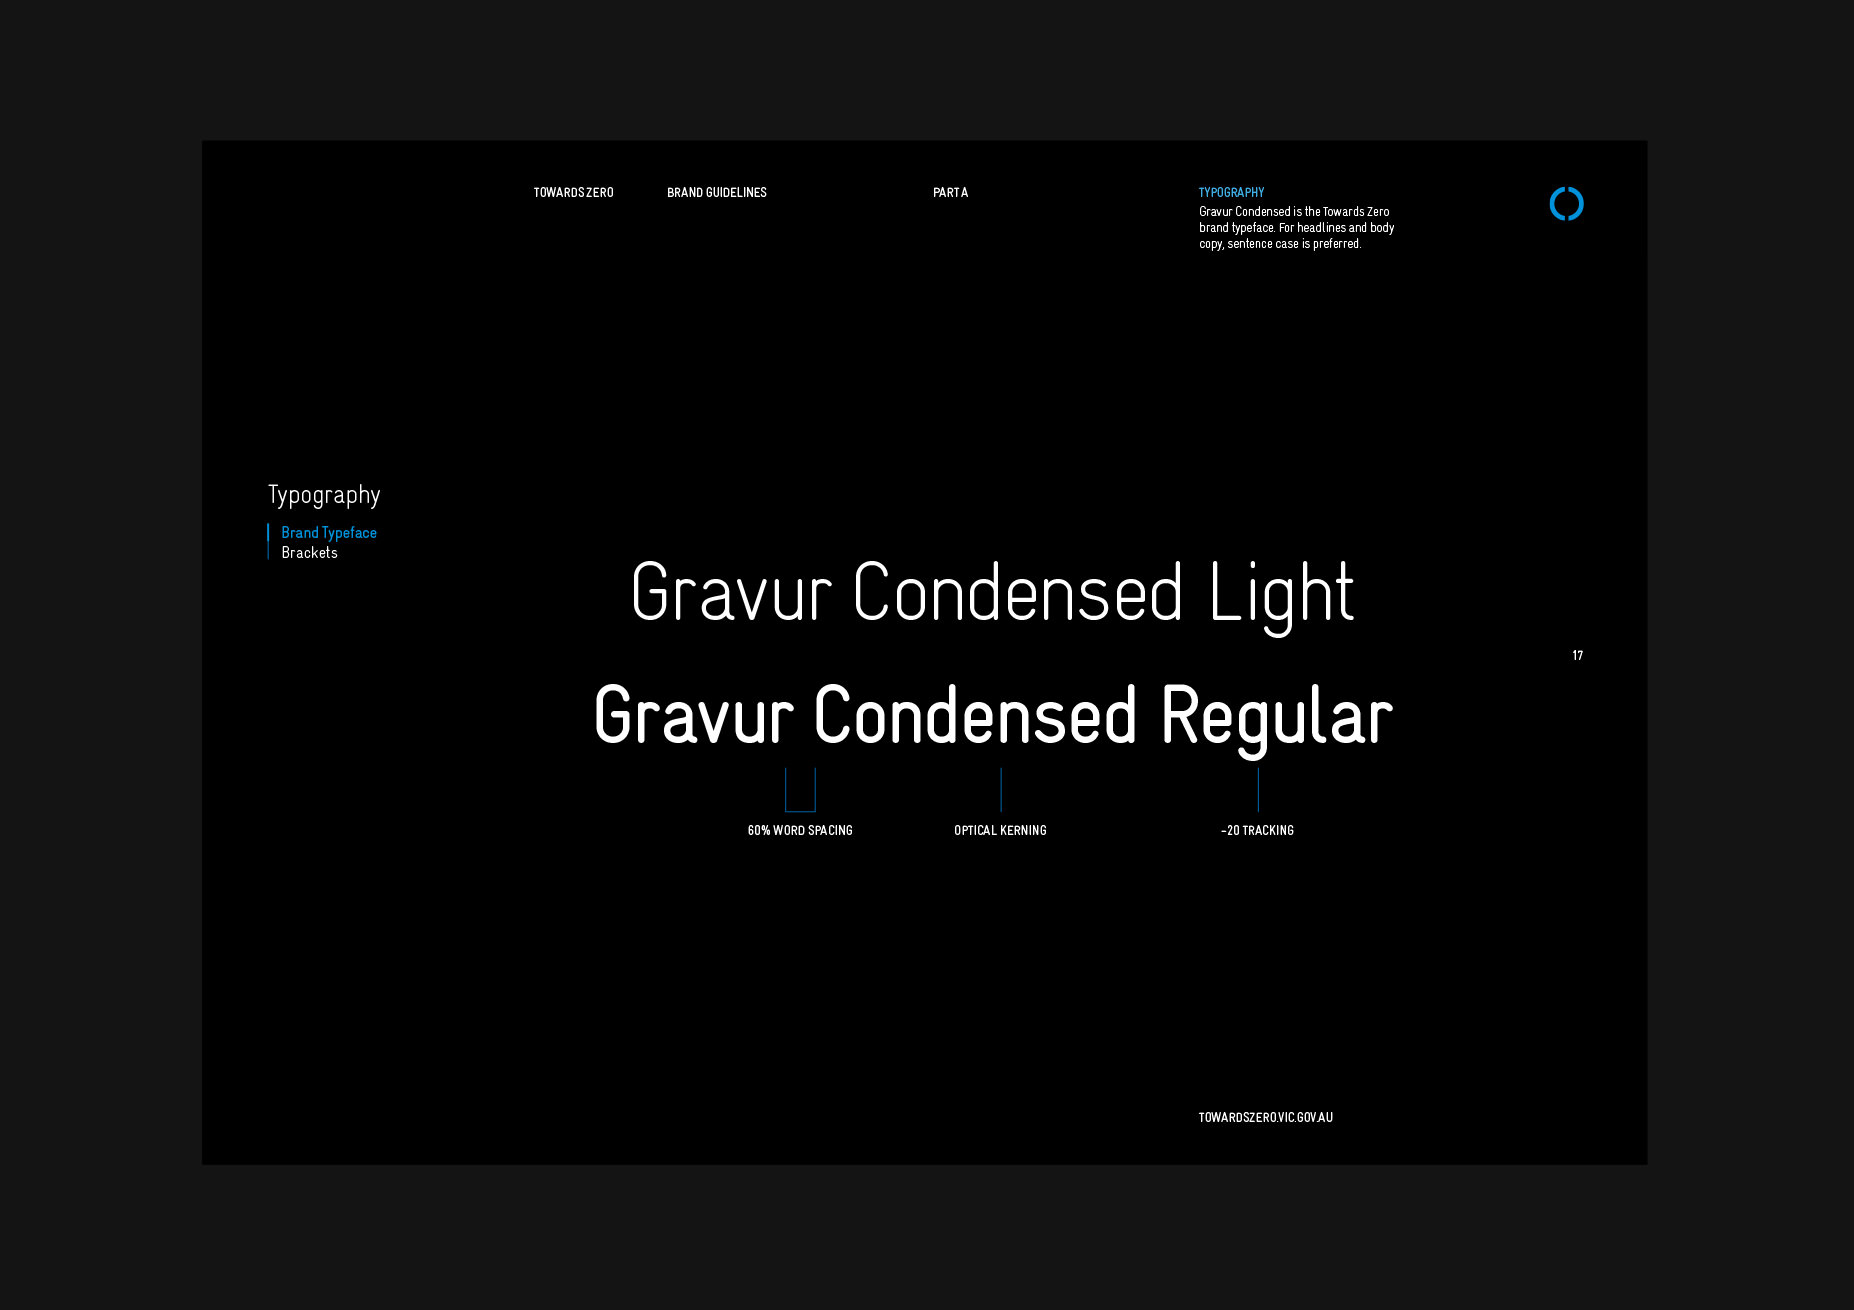 TOWARDS ZERO
BRAND GUIDELINES
PART A
TYPOGRAPHY
Gravur Condensed is the Towards Zero
brand typeface. For headlines and body
copy, sentence case is preferred.
Typography
Brand Typeface
Brackets
Gravur Condensed Light
17
Gravur Condensed Regular
60% WORD SPACING
OPTICAL KERNING
-20 TRACKING
TOWARDSZERO.VIC.GOV.AU